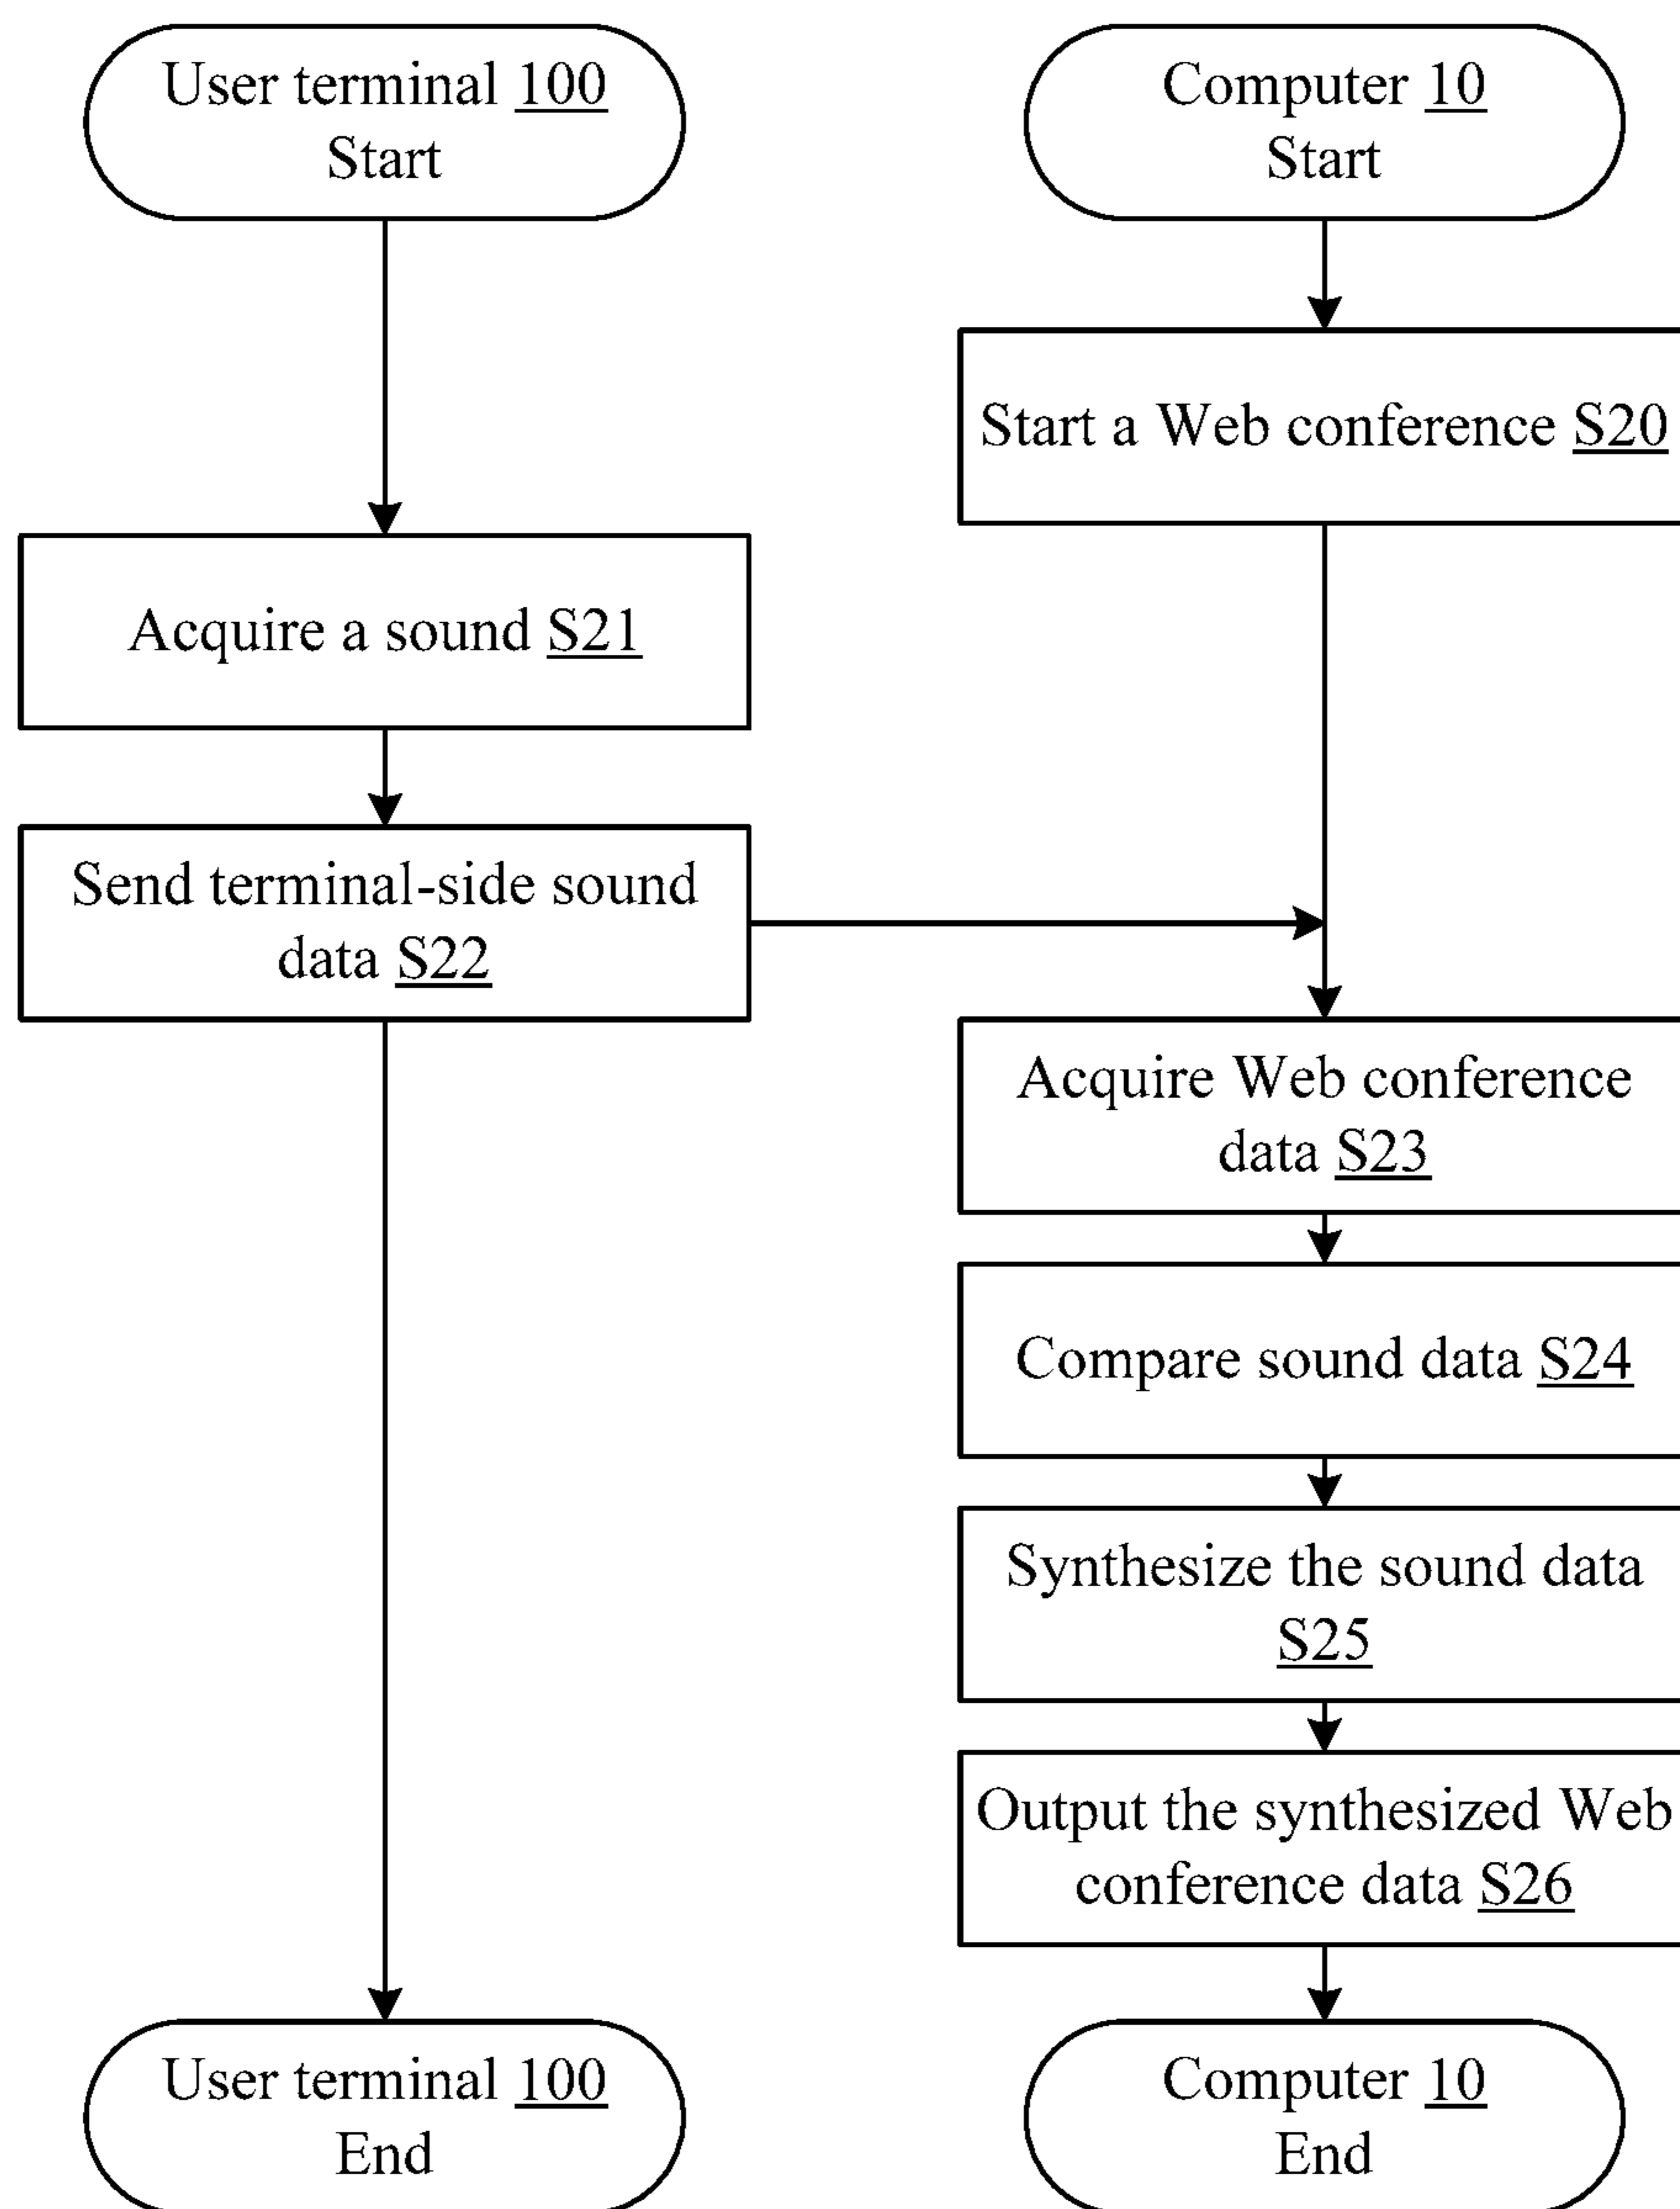 User terminal 100
Start
Computer 10
Start
Start a Web conference S20
Acquire a sound S21
Send terminal-side sound
data S22
Acquire Web conference
data S23
Compare sound data S24
Synthesize the sound data
S25
Output the synthesized Web
conference data S26
User terminal 100
End
Computer 10
End